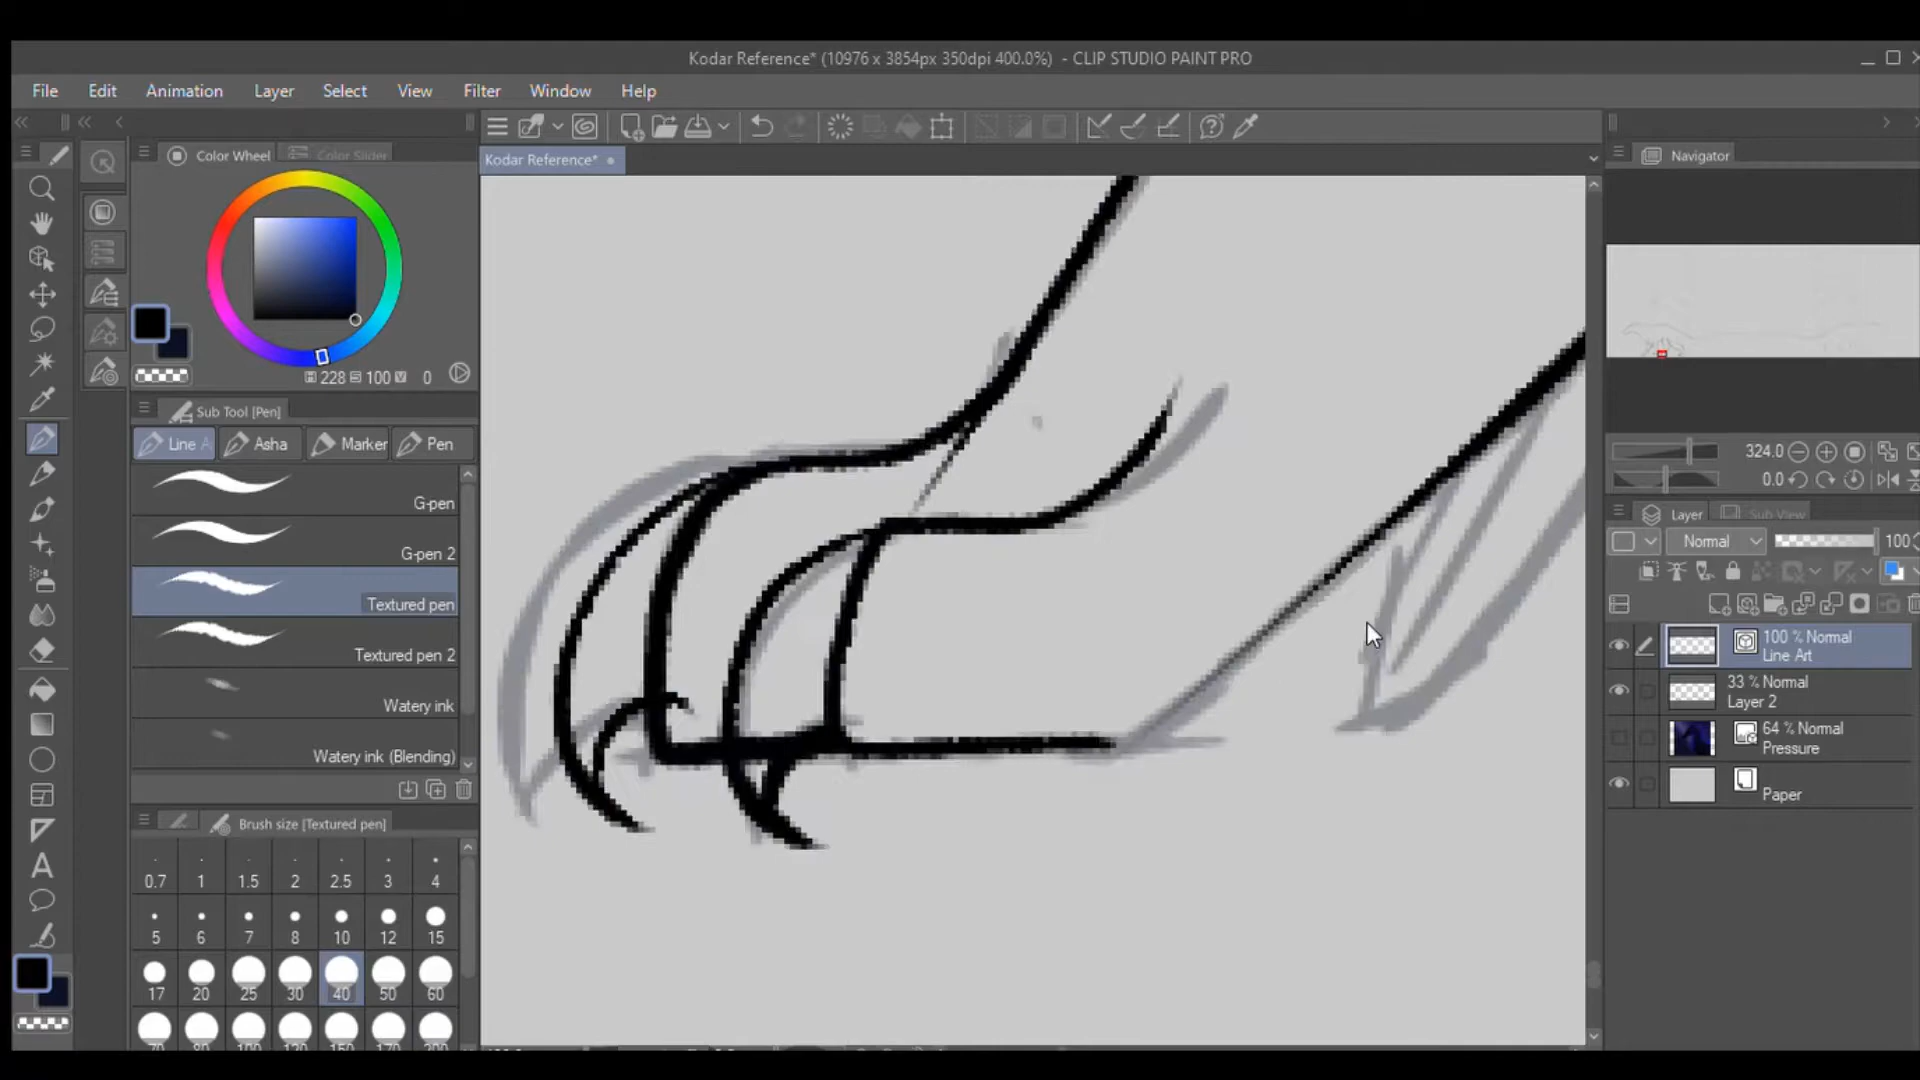 Kodar Reference* (10976 x 3854px 350dpi 400.0%) - CLIP STUDIO PAINT PRO
File Edit Animation Layer Select View Filter Window Help
Kodar Reference*
Color Wheel Color Slider
228 100 0
Sub Tool [Pen]
Line A Asha Marker Pen
G-pen
G-pen 2
Textured pen
Textured pen 2
Watery ink
Watery ink (Blending)
Brush size [Textured pen]
0.7 1 1.5 2 2.5 3 4
5 6 7 8 10 12 15
17 20 25 30 40 50 60
Navigator
324.0
0.0
Layer Sub View
Normal 100
100 % Normal
Line Art
33 % Normal
Layer 2
64 % Normal
Pressure
Paper